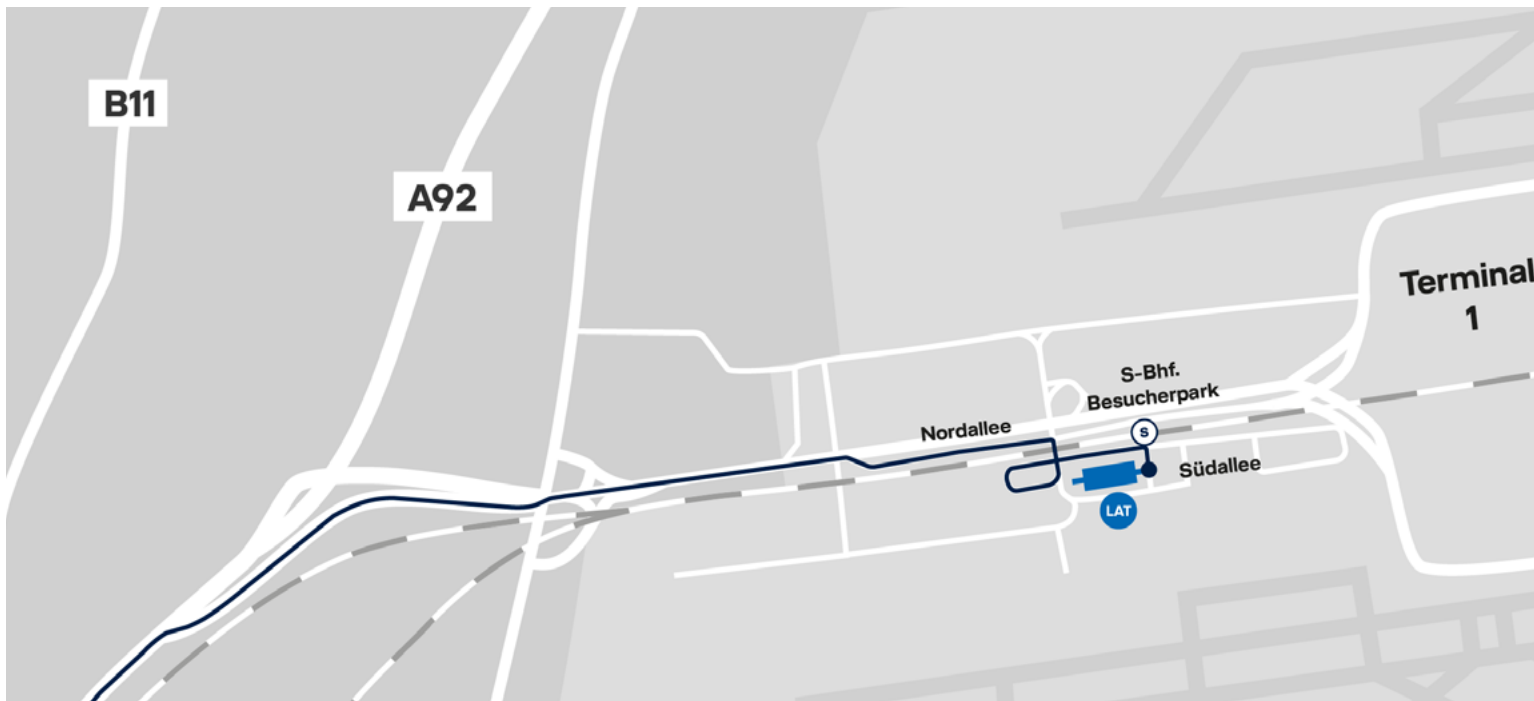 B11
A92
Terminal
1
S-Bhf.
Besucherpark
Nordallee
S
Südallee
LAT